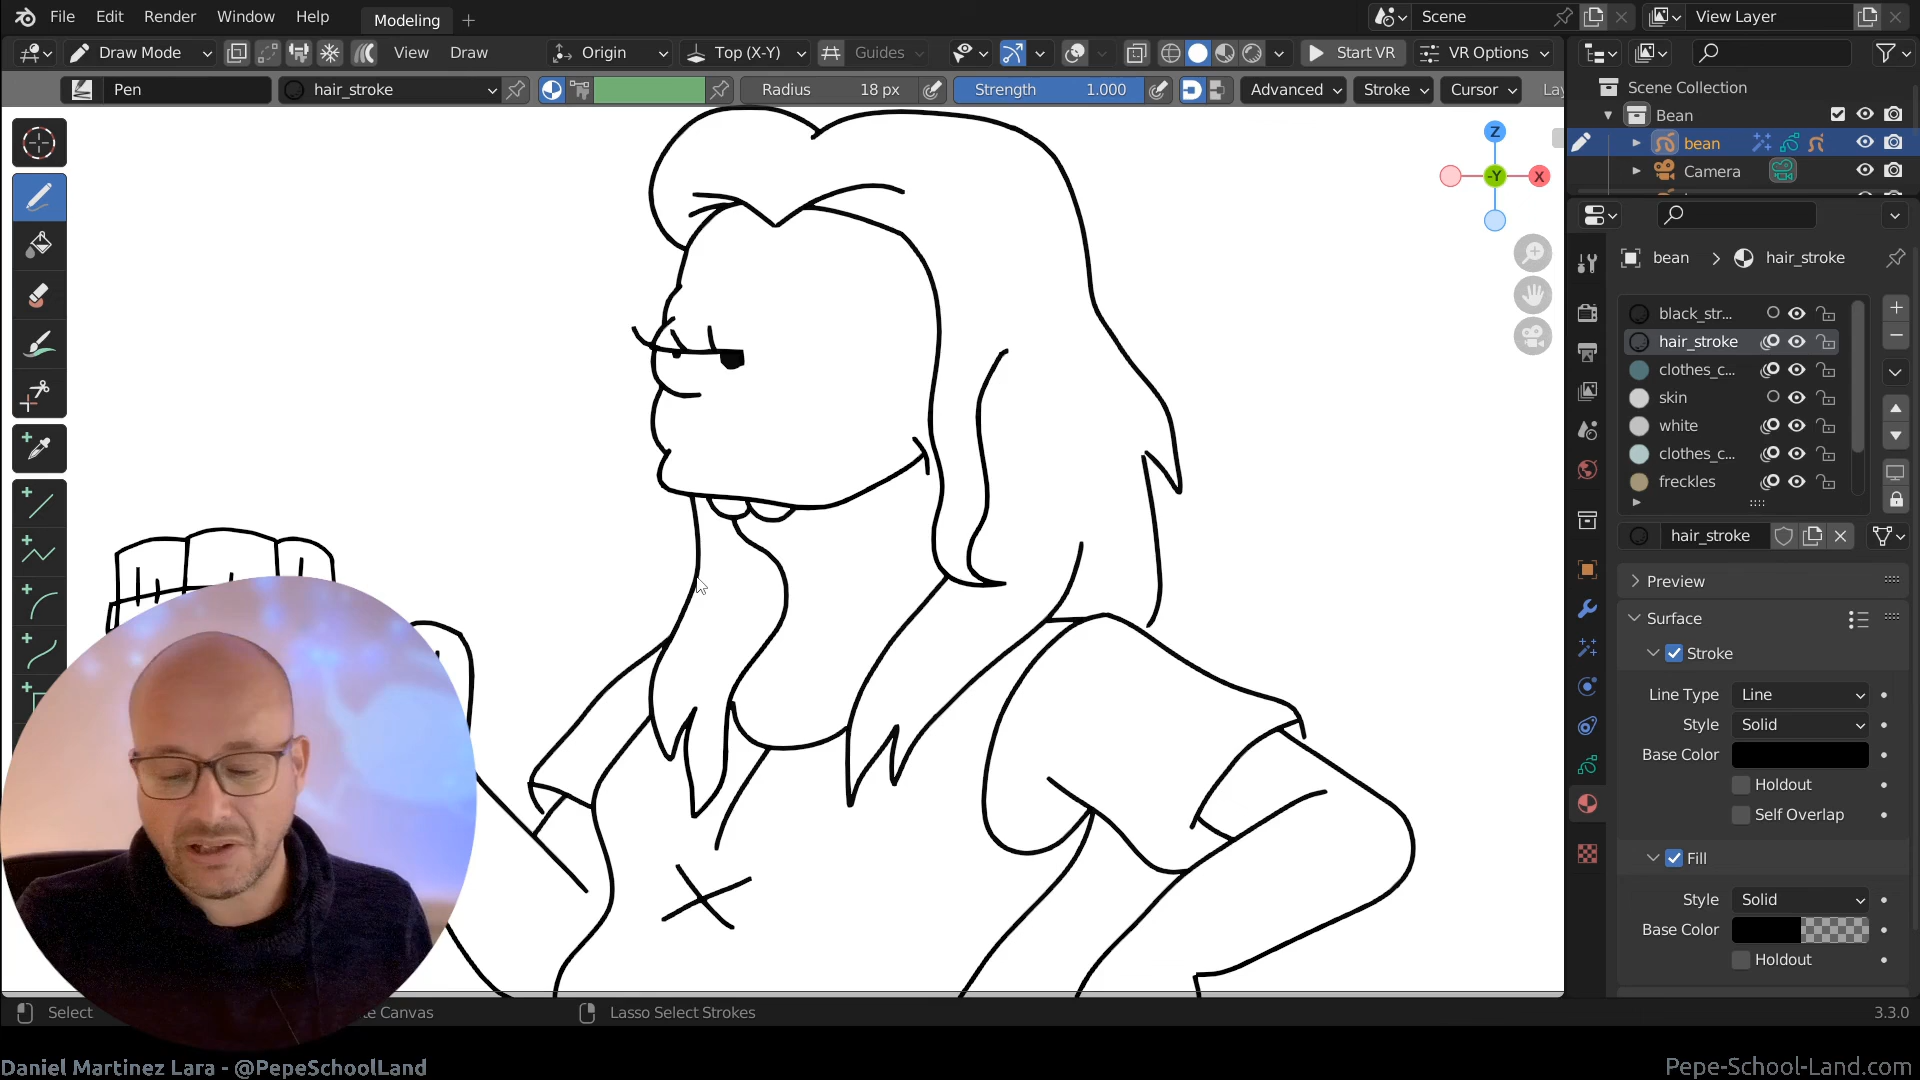 File Edit Render Window Help Modeling Scene View Layer
Draw Mode View Draw Origin Top (X-Y) Guides Start VR VR Options
Pen hair_stroke Radius 18 px Strength 1.000 Advanced Stroke Cursor Lay
Scene Collection
Bean
bean
Camera
Z
-Y
X
bean hair_stroke
black_str...
hair_stroke
clothes_c...
skin
white
clothes_c...
freckles
hair_stroke
Preview
Surface
Stroke
Line Type Line
Style Solid
Base Color
Holdout
Self Overlap
Fill
Style Solid
Base Color
Holdout
Select te Canvas Lasso Select Strokes 3.3.0
Daniel Martinez Lara - @PepeSchoolLand Pepe-School-Land.com